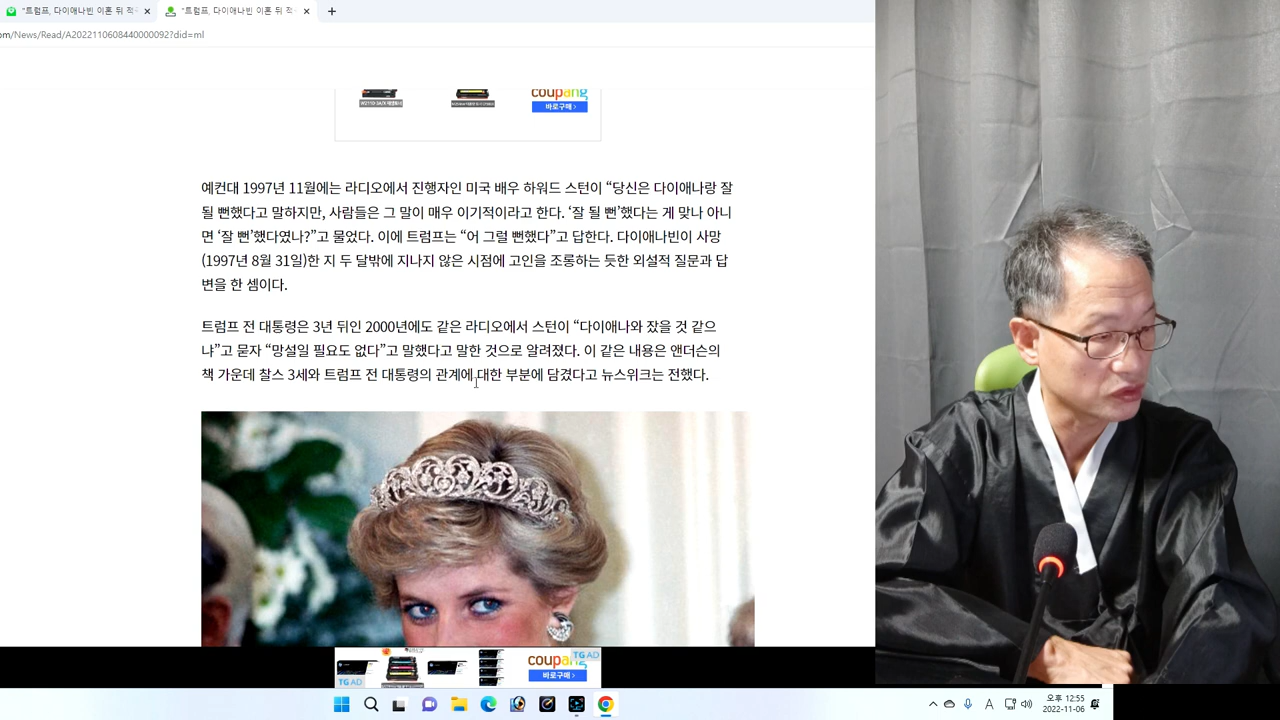 "트럼프, 다이애나빈 이혼 뒤 적
"트럼프, 다이애나빈 이혼 뒤 적
om/News/Read/A2022110608440000092?did=ml
coupang
바로구매 >
예컨대 1997년 11월에는 라디오에서 진행자인 미국 배우 하워드 스턴이 “당신은 다이애나랑 잘
될 뻔했다고 말하지만, 사람들은 그 말이 매우 이기적이라고 한다. ‘잘 될 뻔’했다는 게 맞나 아니
면 ‘잘 뻔’했다였나?”고 물었다. 이에 트럼프는 “어 그럴 뻔했다”고 답한다. 다이애나빈이 사망
(1997년 8월 31일)한 지 두 달밖에 지나지 않은 시점에 고인을 조롱하는 듯한 외설적 질문과 답
변을 한 셈이다.
트럼프 전 대통령은 3년 뒤인 2000년에도 같은 라디오에서 스턴이 “다이애나와 잤을 것 같으
냐”고 묻자 “망설일 필요도 없다”고 말했다고 말한 것으로 알려졌다. 이 같은 내용은 앤더슨의
책 가운데 찰스 3세와 트럼프 전 대통령의 관계에 대한 부분에 담겼다고 뉴스위크는 전했다.
coupang
TG AD
바로구매 >
TG AD
A
오후 12:55
2022-11-06